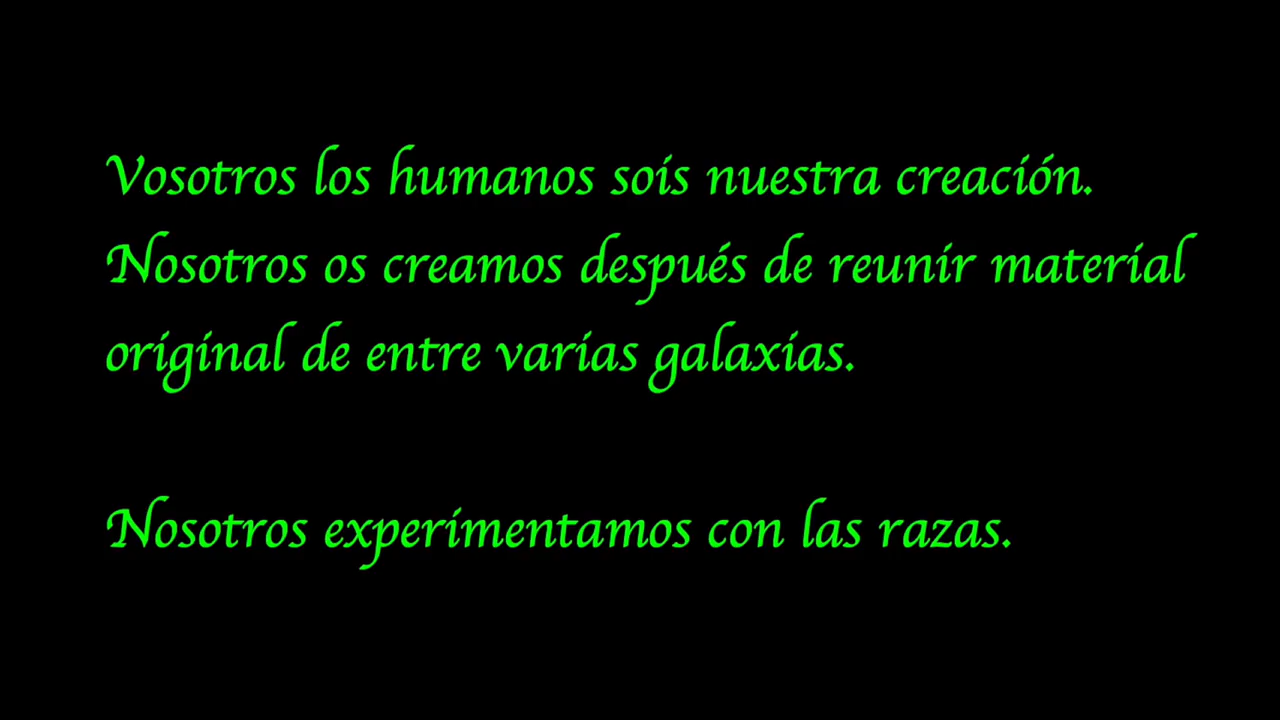 Vosotros los humanos sois nuestra creación.
Nosotros os creamos después de reunir material
original de entre varias galaxias.
Nosotros experimentamos con las razas.